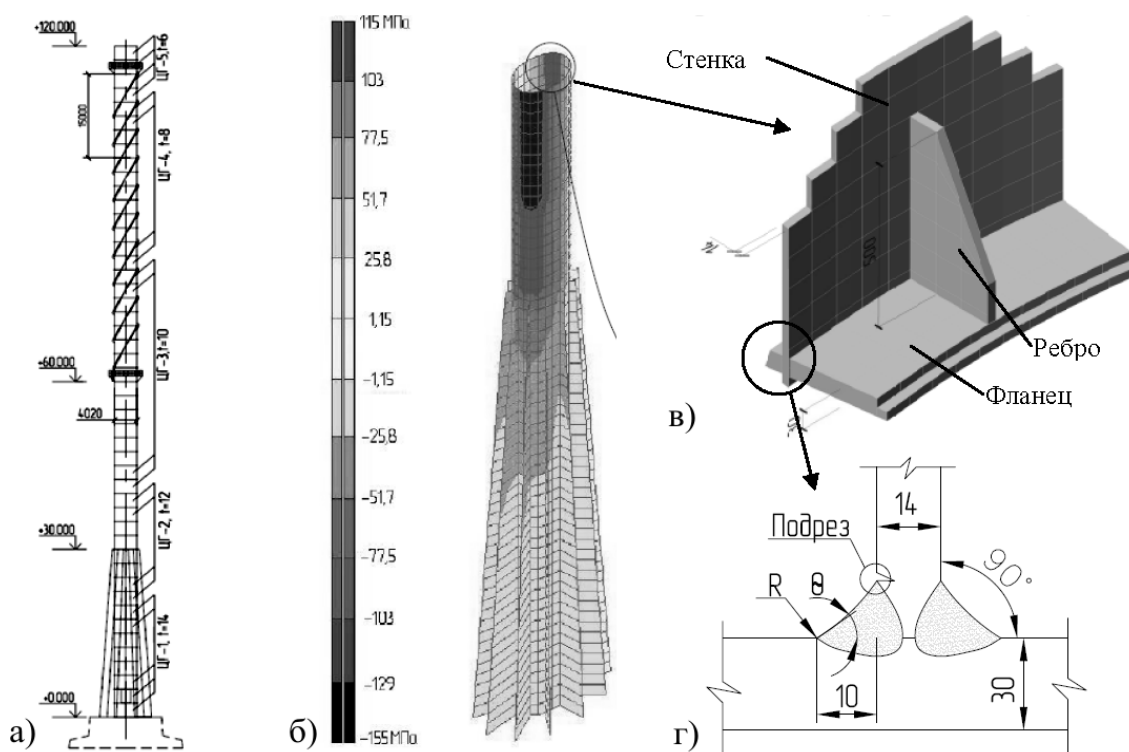 +120.000
15000
+60.000
4020
+30.000
+0.000
ЦГ-5, t=6
ЦГ-4, t=8
ЦГ-3, t=10
ЦГ-2, t=12
ЦГ-1, t=14
а)
115 МПа
103
77,5
51,7
25,8
1,15
-1,15
-25,8
-51,7
-77,5
-103
-129
-155 МПа
б)
Стенка
500
Ребро
Фланец
в)
14
Подрез
90°
R
θ
10
30
г)